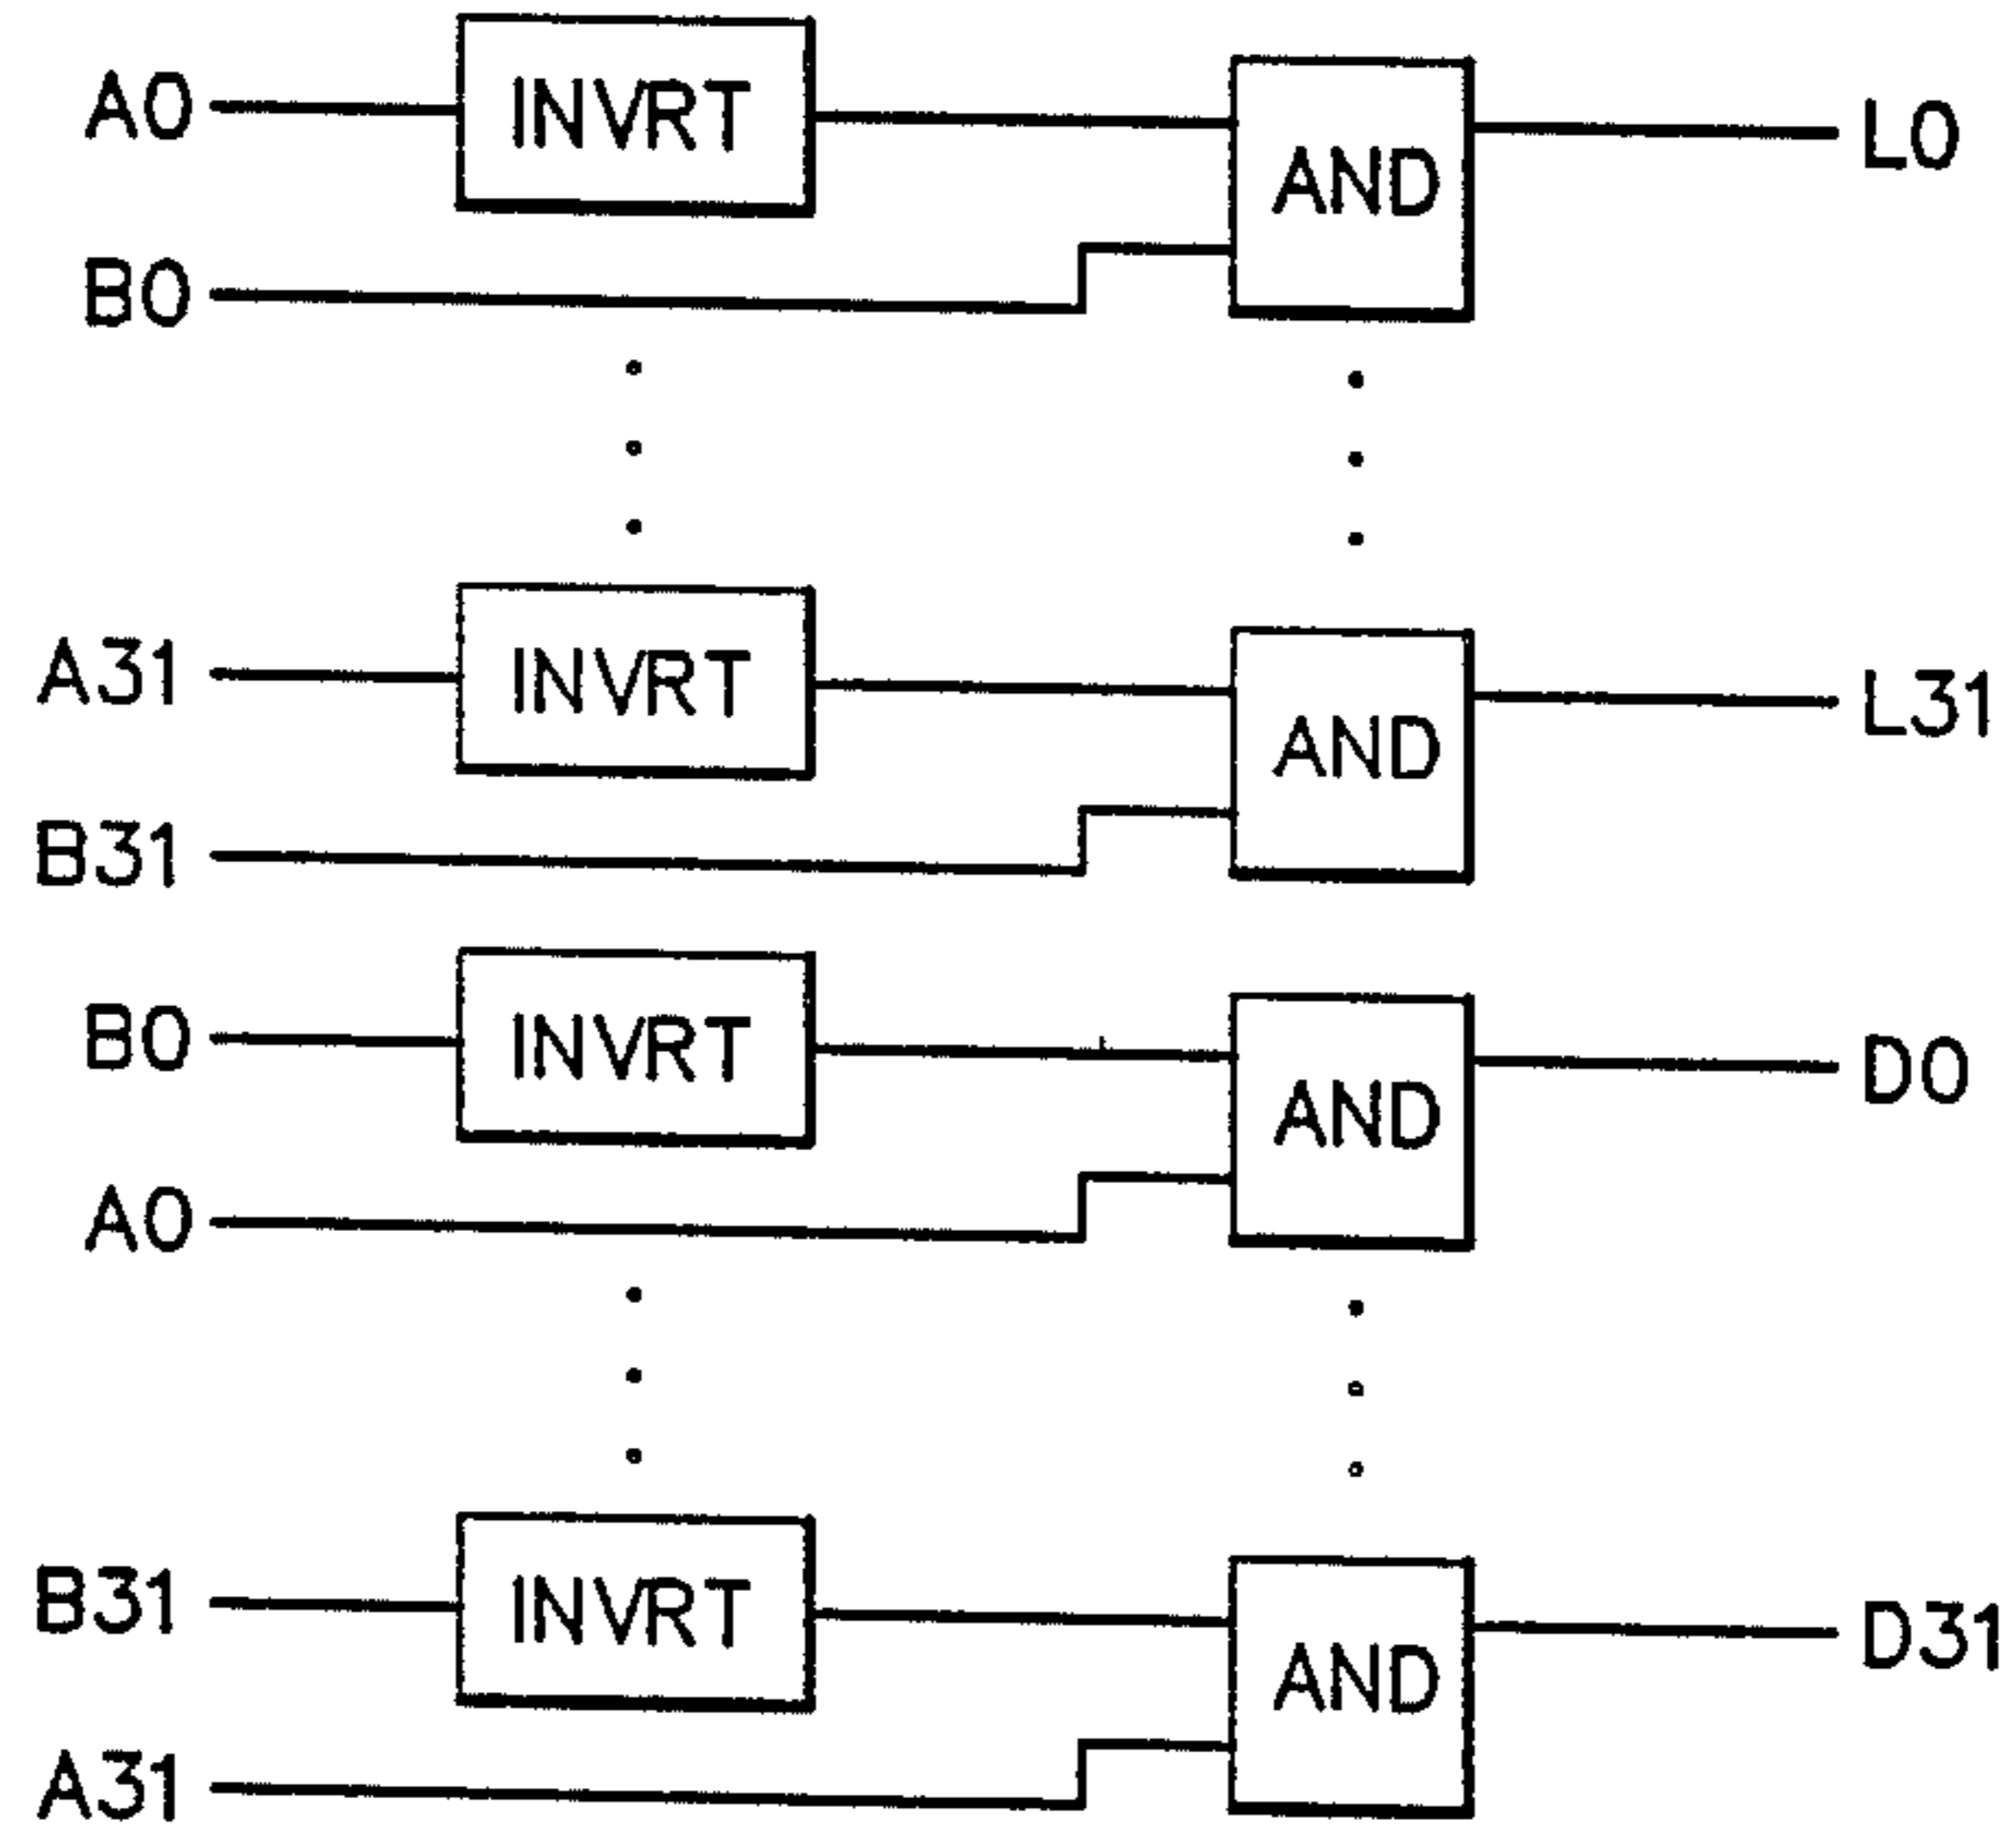 A0 INVRT AND L0
B0
A31 INVRT AND L31
B31
B0 INVRT AND D0
A0
B31 INVRT AND D31
A31